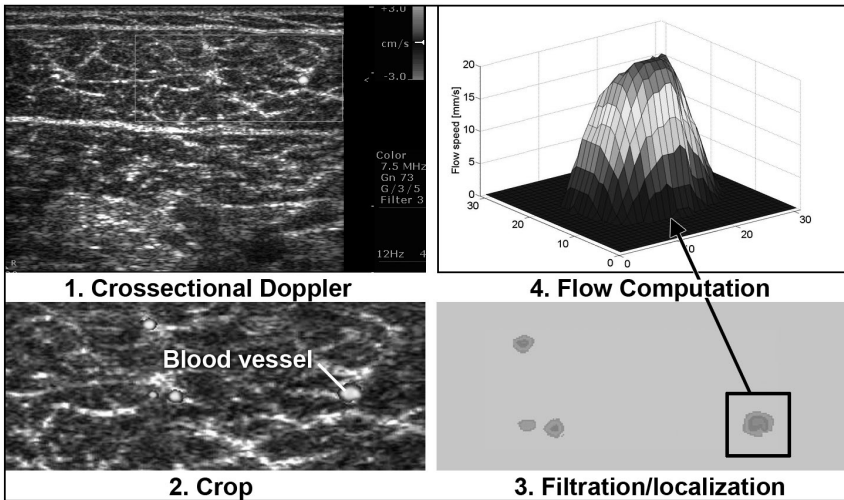 +3.0
cm/s
-3.0
<
Color
7.5 MHz
Gn 73
G/3/5
Filter 3
12Hz 4
R
1. Crossectional Doppler
Flow speed [mm/s]
20
15
10
5
0
30
20
10
0
0
10
20
30
4. Flow Computation
Blood vessel
2. Crop
3. Filtration/localization